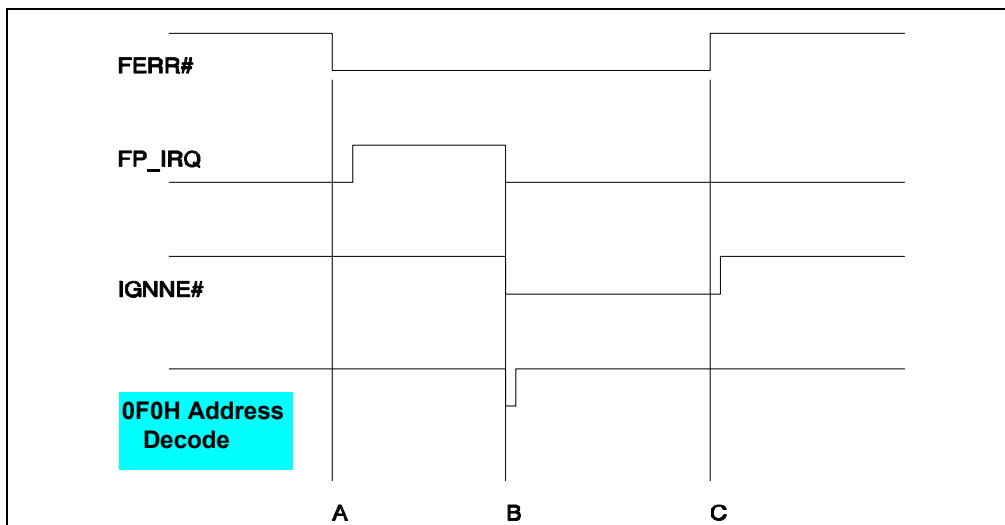 FERR#
FP_IRQ
IGNNE#
0F0H Address
Decode
A B C